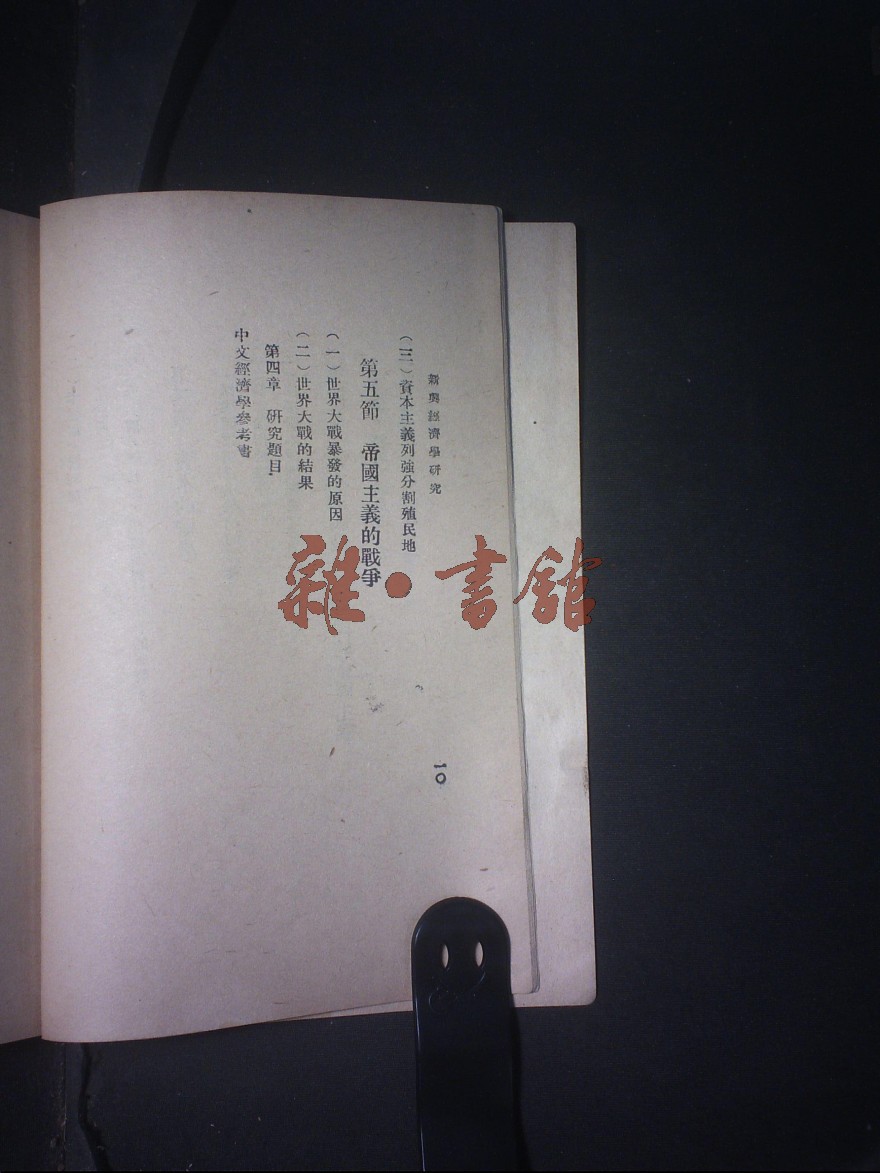 新興經濟學研究
(三)資本主義列強分割殖民地
第五節　帝國主義的戰爭
(一)世界大戰暴發的原因
(二)世界大戰的結果
第四章　研究題目
中文經濟學參考書
一〇
雜·書館